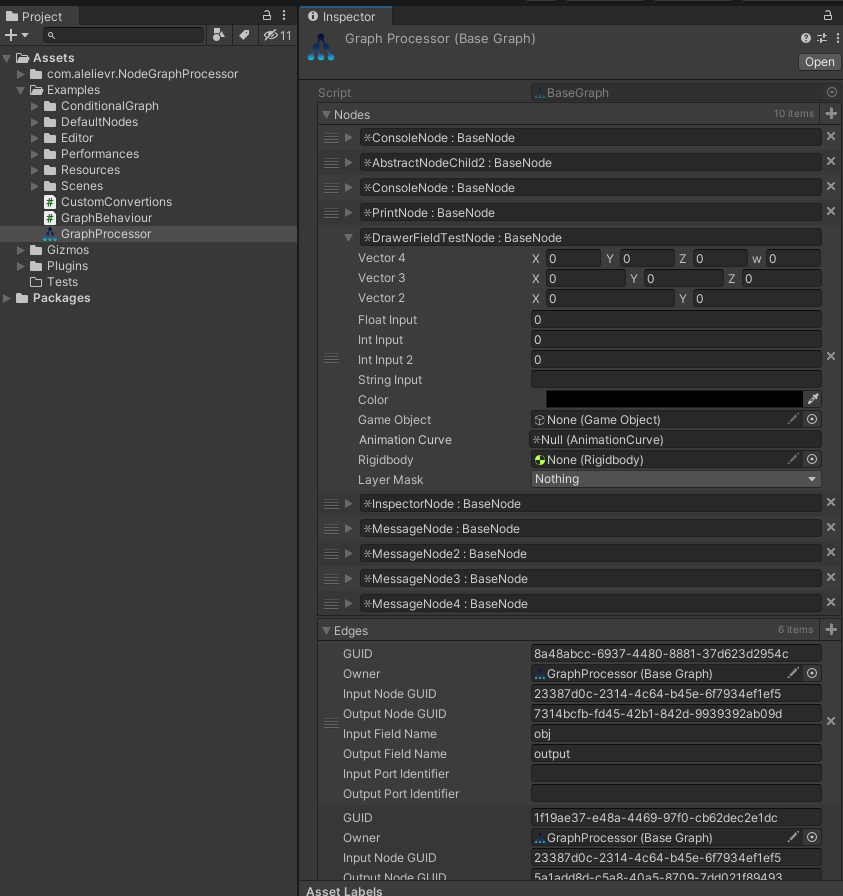 Project
11
Assets
com.alelievr.NodeGraphProcessor
Examples
ConditionalGraph
DefaultNodes
Editor
Performances
Resources
Scenes
CustomConvertions
GraphBehaviour
GraphProcessor
Gizmos
Plugins
Tests
Packages
Inspector
Graph Processor (Base Graph)
Open
Script BaseGraph
Nodes 10 items
ConsoleNode : BaseNode
AbstractNodeChild2 : BaseNode
ConsoleNode : BaseNode
PrintNode : BaseNode
DrawerFieldTestNode : BaseNode
Vector 4 X 0 Y 0 Z 0 w 0
Vector 3 X 0 Y 0 Z 0
Vector 2 X 0 Y 0
Float Input 0
Int Input 0
Int Input 2 0
String Input
Color
Game Object None (Game Object)
Animation Curve Null (AnimationCurve)
Rigidbody None (Rigidbody)
Layer Mask Nothing
InspectorNode : BaseNode
MessageNode : BaseNode
MessageNode2 : BaseNode
MessageNode3 : BaseNode
MessageNode4 : BaseNode
Edges 6 items
GUID 8a48abcc-6937-4480-8881-37d623d2954c
Owner GraphProcessor (Base Graph)
Input Node GUID 23387d0c-2314-4c64-b45e-6f7934ef1ef5
Output Node GUID 7314bcfb-fd45-42b1-842d-9939392ab09d
Input Field Name obj
Output Field Name output
Input Port Identifier
Output Port Identifier
GUID 1f19ae37-e48a-4469-97f0-cb62dec2e1dc
Owner GraphProcessor (Base Graph)
Input Node GUID 23387d0c-2314-4c64-b45e-6f7934ef1ef5
Output Node GUID 5a1add8d-c5a8-40a5-8709-7dd021f89493
Asset Labels